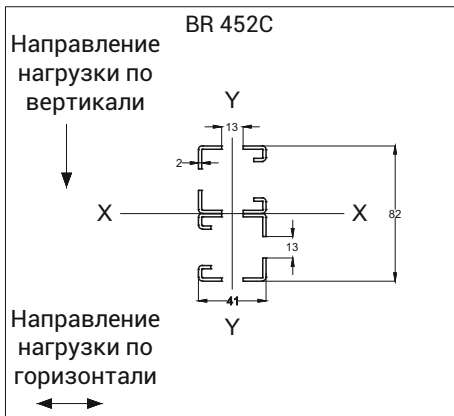 BR 452C
Направление
нагрузки по
вертикали
Y
13
2
X
X
82
13
41
Y
Направление
нагрузки по
горизонтали